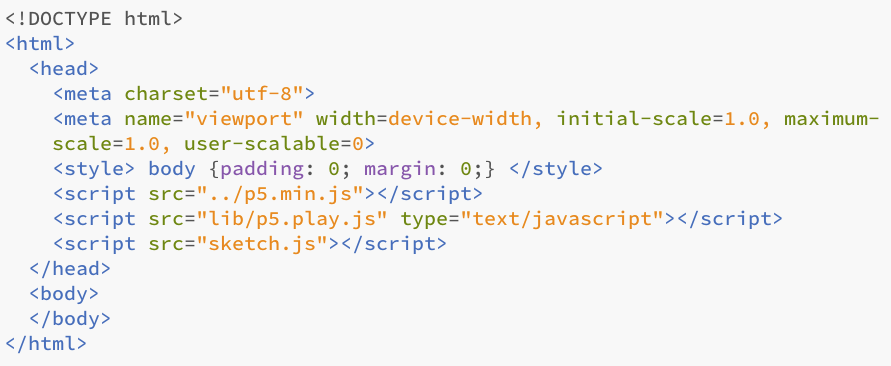 <!DOCTYPE html>
<html>
<head>
<meta charset="utf-8">
<meta name="viewport" width=device-width, initial-scale=1.0, maximum-
scale=1.0, user-scalable=0>
<style> body {padding: 0; margin: 0;} </style>
<script src="../p5.min.js"></script>
<script src="lib/p5.play.js" type="text/javascript"></script>
<script src="sketch.js"></script>
</head>
<body>
</body>
</html>